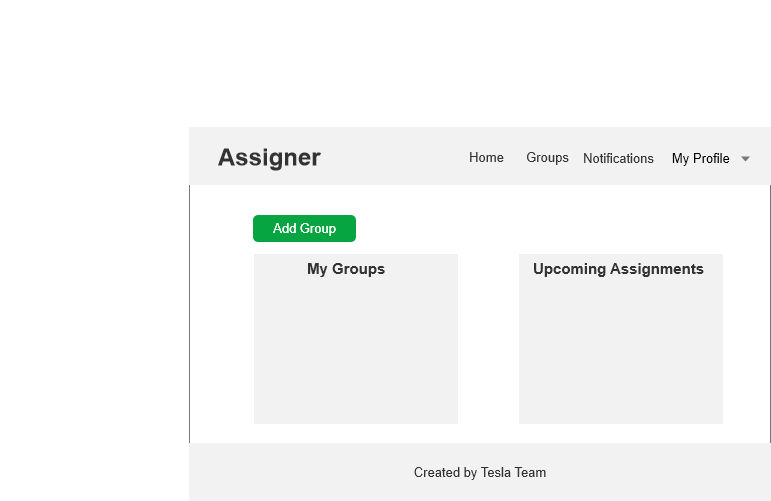 Assigner
Home Groups Notifications My Profile
Add Group
My Groups
Upcoming Assignments
Created by Tesla Team